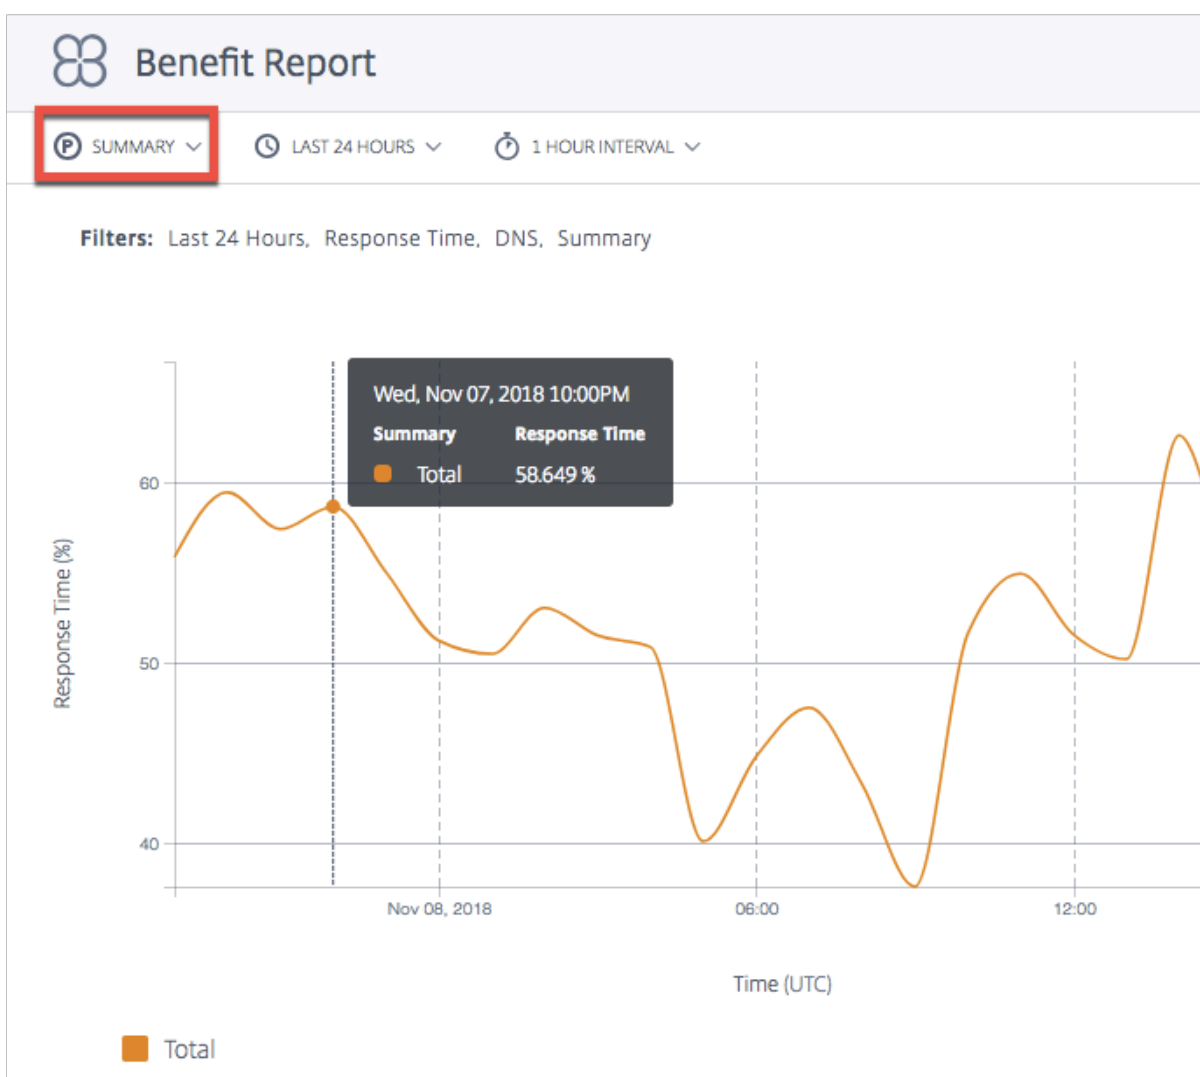 Benefit Report
P SUMMARY LAST 24 HOURS 1 HOUR INTERVAL
Filters: Last 24 Hours, Response Time, DNS, Summary
Wed, Nov 07, 2018 10:00PM
Summary Response Time
Total 58.649 %
60
50
40
Response Time (%)
Nov 08, 2018 06:00 12:00
Time (UTC)
Total